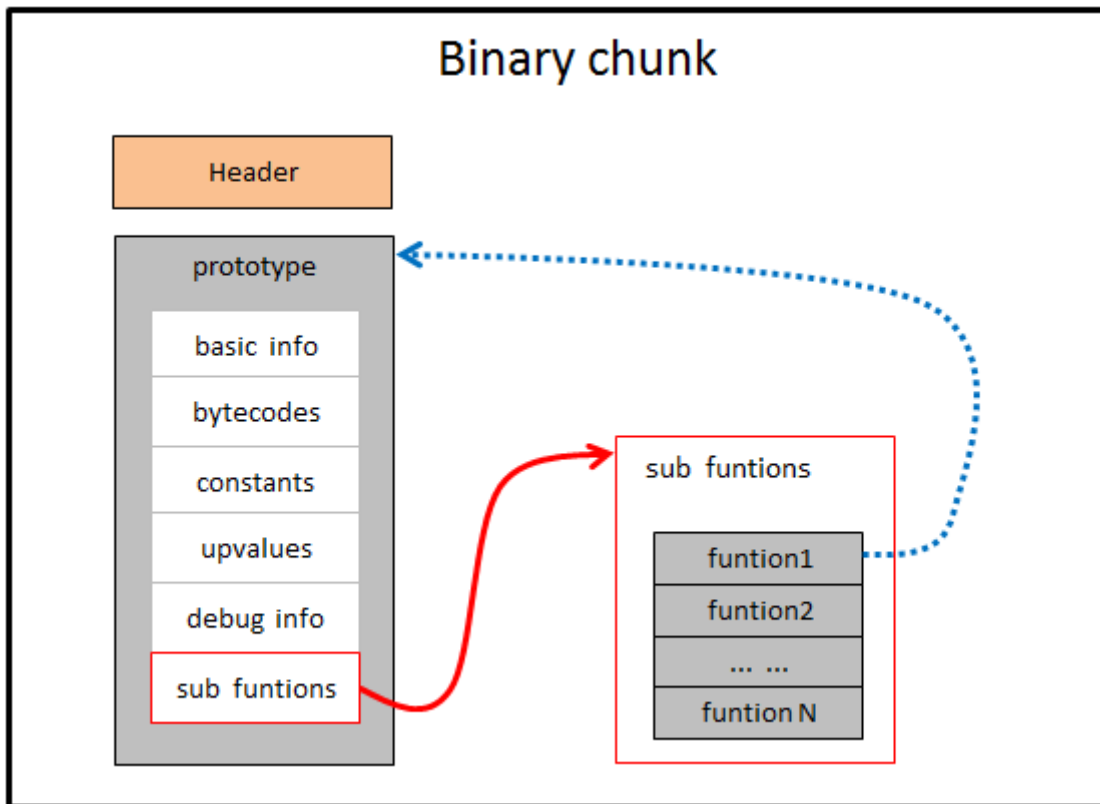 Binary chunk
Header
prototype
basic info
bytecodes
constants
upvalues
debug info
sub funtions
sub funtions
funtion1
funtion2
... ...
funtion N